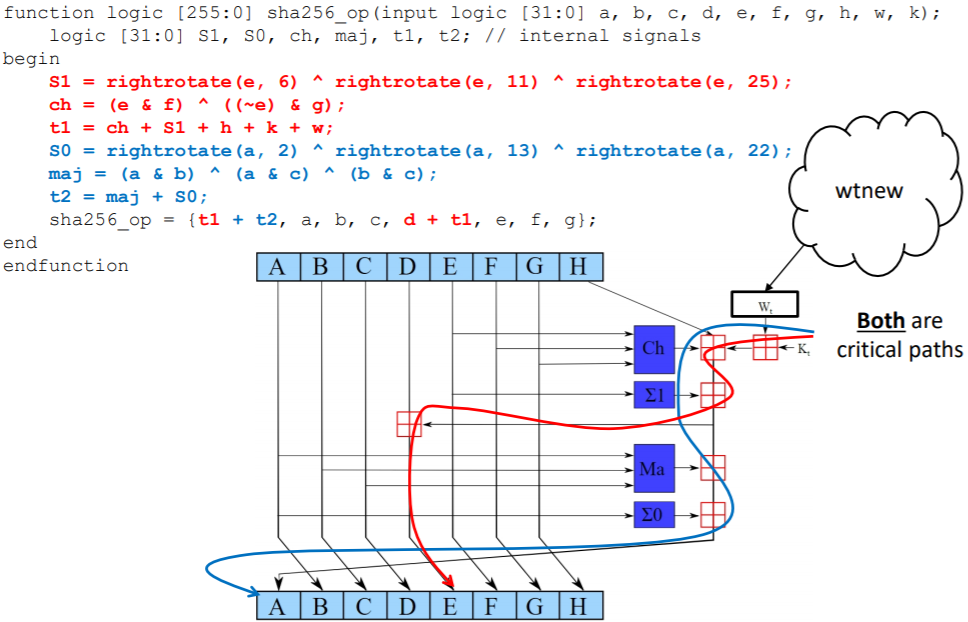 function logic [255:0] sha256_op(input logic [31:0] a, b, c, d, e, f, g, h, w, k);
logic [31:0] S1, S0, ch, maj, t1, t2; // internal signals
begin
S1 = rightrotate(e, 6) ^ rightrotate(e, 11) ^ rightrotate(e, 25);
ch = (e & f) ^ ((~e) & g);
t1 = ch + S1 + h + k + w;
S0 = rightrotate(a, 2) ^ rightrotate(a, 13) ^ rightrotate(a, 22);
maj = (a & b) ^ (a & c) ^ (b & c);
t2 = maj + S0;
sha256_op = {t1 + t2, a, b, c, d + t1, e, f, g};
end
endfunction
wtnew
A B C D E F G H
Wt
Both are
critical paths
Kt
Ch
Σ1
Ma
Σ0
A B C D E F G H